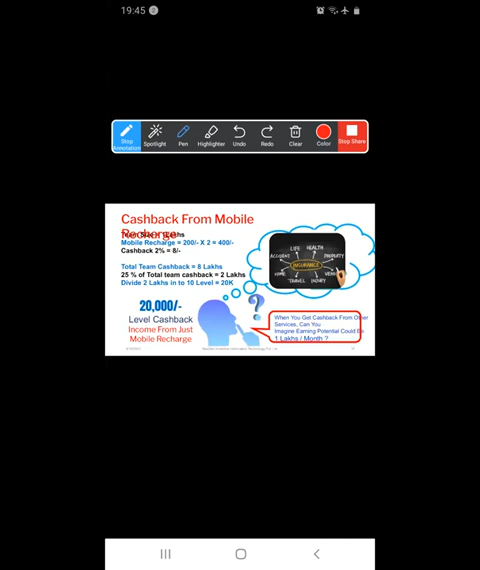 19:45
Stop
Annotation
Spotlight
Pen
Highlighter
Undo
Redo
Clear
Color
Stop Share
Cashback From Mobile
Recharge
Mobile Recharge = 200/- X 2 = 400/-
Cashback 2% = 8/-
Total Team Cashback = 8 Lakhs
25 % of Total team cashback = 2 Lakhs
Divide 2 Lakhs in to 10 Level = 20K
20,000/-
Level Cashback
Income From Just
Mobile Recharge
LIFE
HEALTH
ACCIDENT
PROPERTY
INSURANCE
HOME
TRAVEL
INJURY
?
When You Get Cashback From Other
Services, Can You
Imagine Earning Potential Could Be
1 Lakhs / Month ?